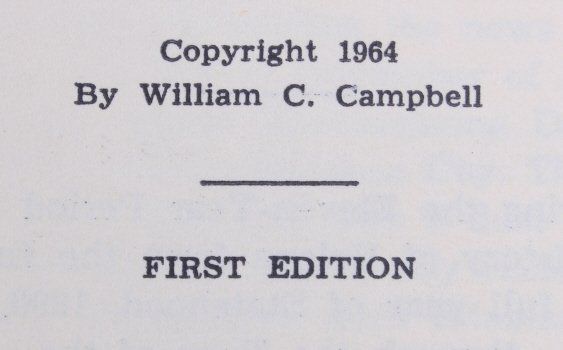 Copyright 1964
By William C. Campbell
FIRST EDITION